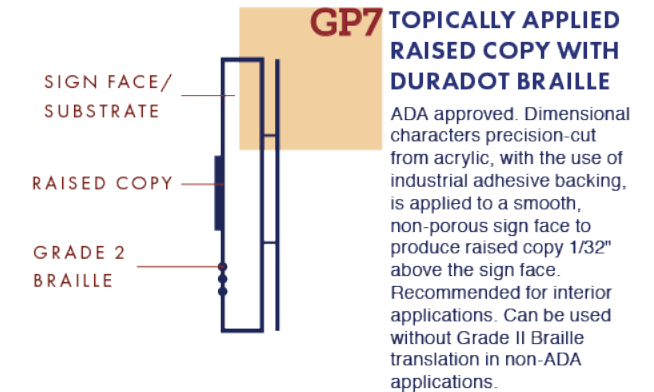 GP7 TOPICALLY APPLIED
RAISED COPY WITH
DURADOT BRAILLE
SIGN FACE/
SUBSTRATE
RAISED COPY
GRADE 2
BRAILLE
ADA approved. Dimensional
characters precision-cut
from acrylic, with the use of
industrial adhesive backing,
is applied to a smooth,
non-porous sign face to
produce raised copy 1/32"
above the sign face.
Recommended for interior
applications. Can be used
without Grade II Braille
translation in non-ADA
applications.